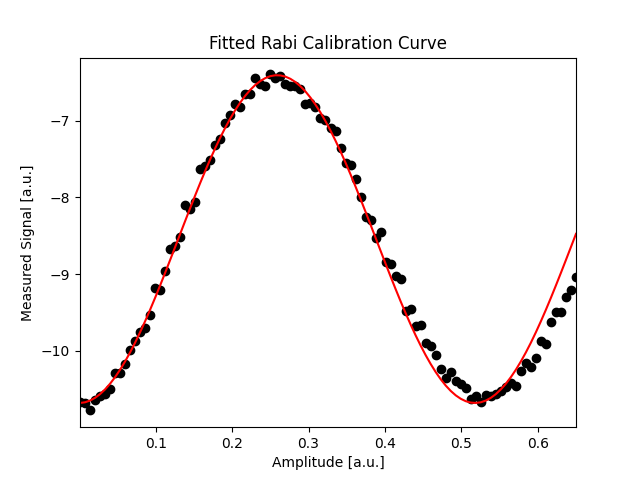 Fitted Rabi Calibration Curve
Measured Signal [a.u.]
−7
−8
−9
−10
0.1 0.2 0.3 0.4 0.5 0.6
Amplitude [a.u.]